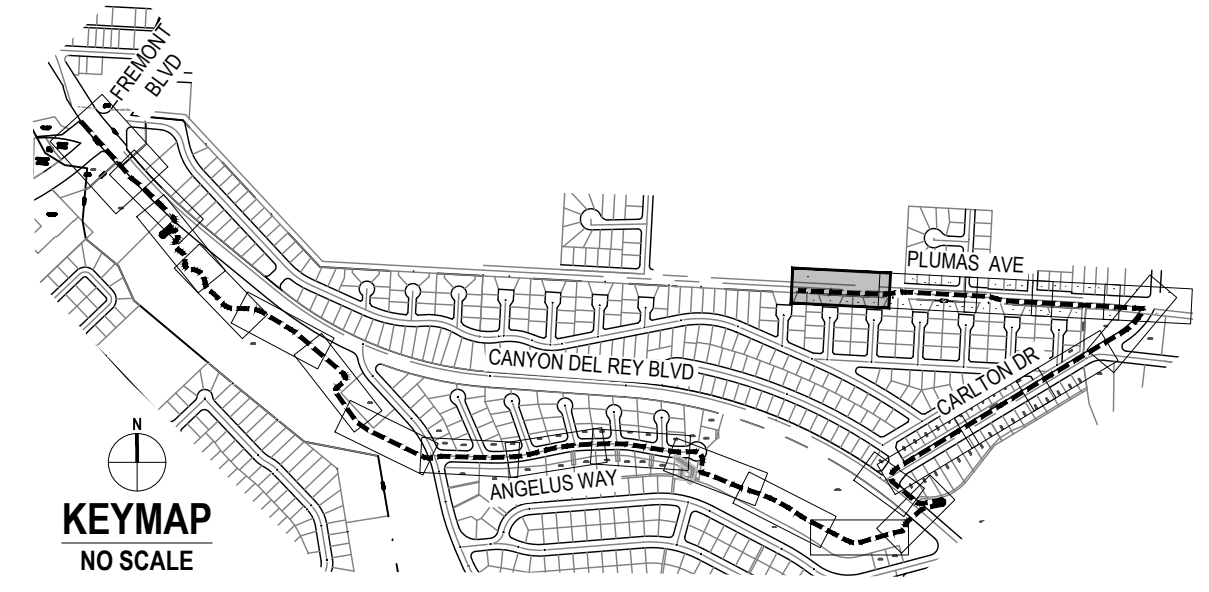 FREMONT
BLVD
PLUMAS AVE
CANYON DEL REY BLVD
CARLTON DR
ANGELUS WAY
N
KEYMAP
NO SCALE